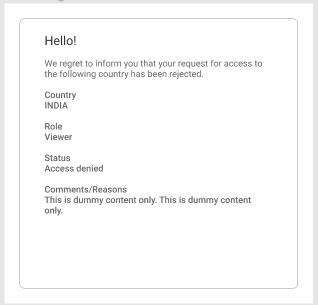 Hello!
We regret to inform you that your request for access to
the following country has been rejected.
Country
INDIA
Role
Viewer
Status
Access denied
Comments/Reasons
This is dummy content only. This is dummy content
only.